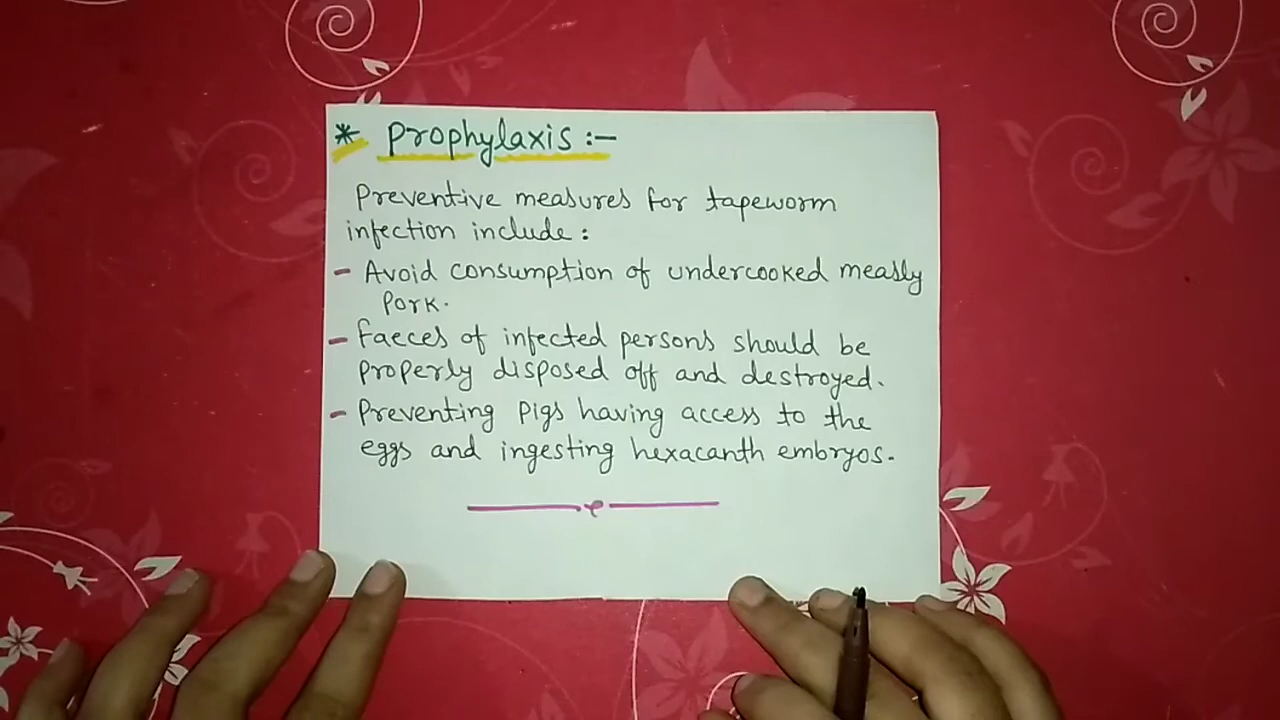 * Prophylaxis :-
Preventive measures for tapeworm
infection include :
- Avoid consumption of undercooked measly
Pork.
- Faeces of infected persons should be
properly disposed off and destroyed.
- Preventing Pigs having access to the
eggs and ingesting hexacanth embryos.